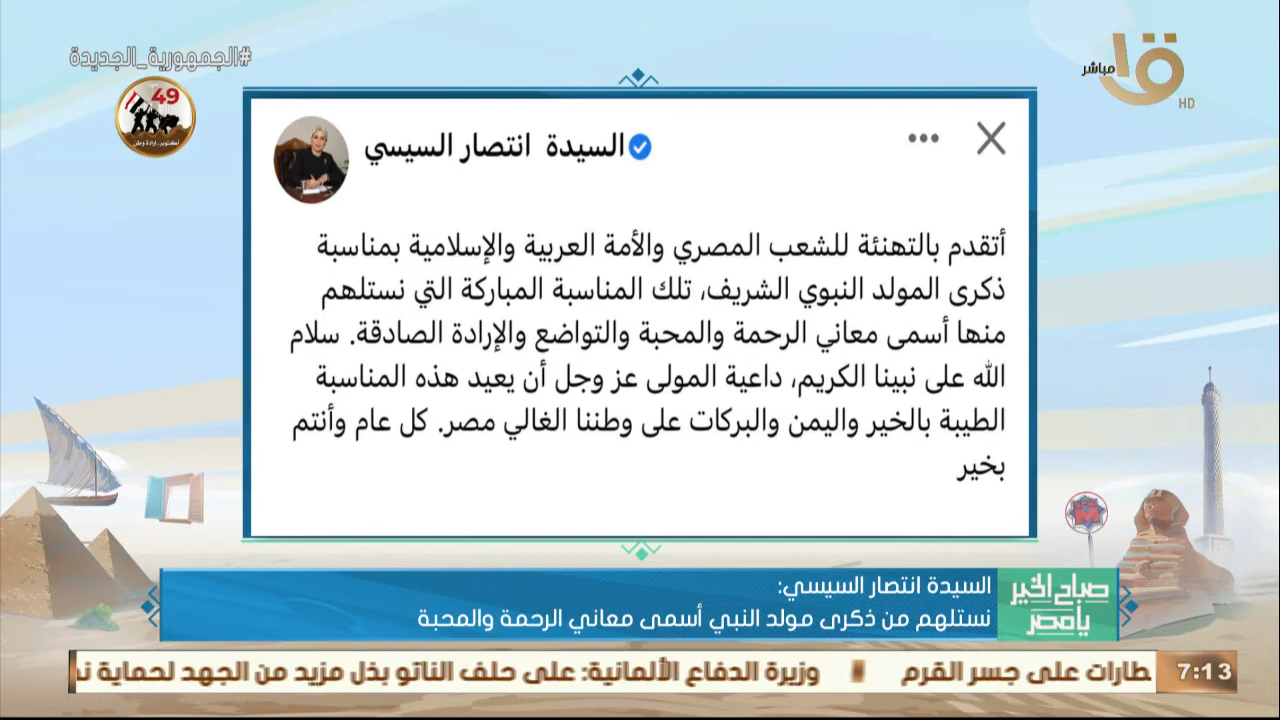 #الجمهورية_الجديدة
49
أكتوبر..إرادة وطن
مباشر
HD
السيدة انتصار السيسي
أتقدم بالتهنئة للشعب المصري والأمة العربية والإسلامية بمناسبة
ذكرى المولد النبوي الشريف، تلك المناسبة المباركة التي نستلهم
منها أسمى معاني الرحمة والمحبة والتواضع والإرادة الصادقة. سلام
الله على نبينا الكريم، داعية المولى عز وجل أن يعيد هذه المناسبة
الطيبة بالخير واليمن والبركات على وطننا الغالي مصر. كل عام وأنتم
بخير
صباح الخير
يا مصر
السيدة انتصار السيسي:
نستلهم من ذكرى مولد النبي أسمى معاني الرحمة والمحبة
7:13
طارات على جسر القرم
وزيرة الدفاع الألمانية: على حلف الناتو بذل مزيد من الجهد لحماية